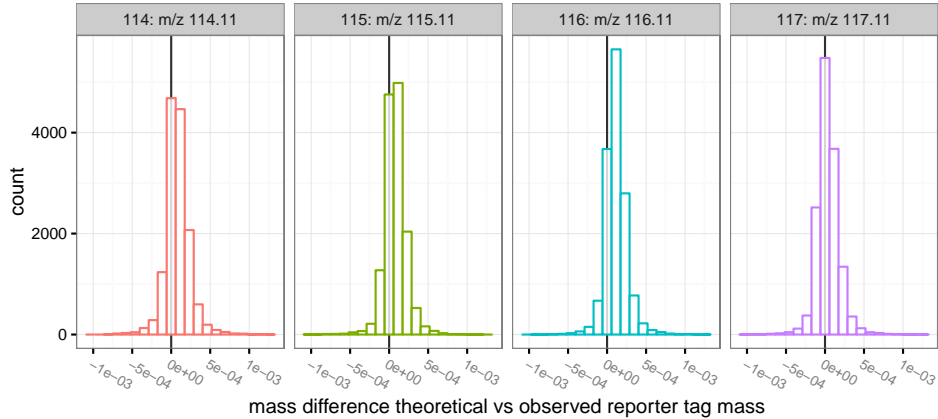 114: m/z 114.11 115: m/z 115.11 116: m/z 116.11 117: m/z 117.11
4000
2000
0
count
−1e−03 −5e−04 0e+00 5e−04 1e−03 −1e−03 −5e−04 0e+00 5e−04 1e−03 −1e−03 −5e−04 0e+00 5e−04 1e−03 −1e−03 −5e−04 0e+00 5e−04 1e−03
mass difference theoretical vs observed reporter tag mass